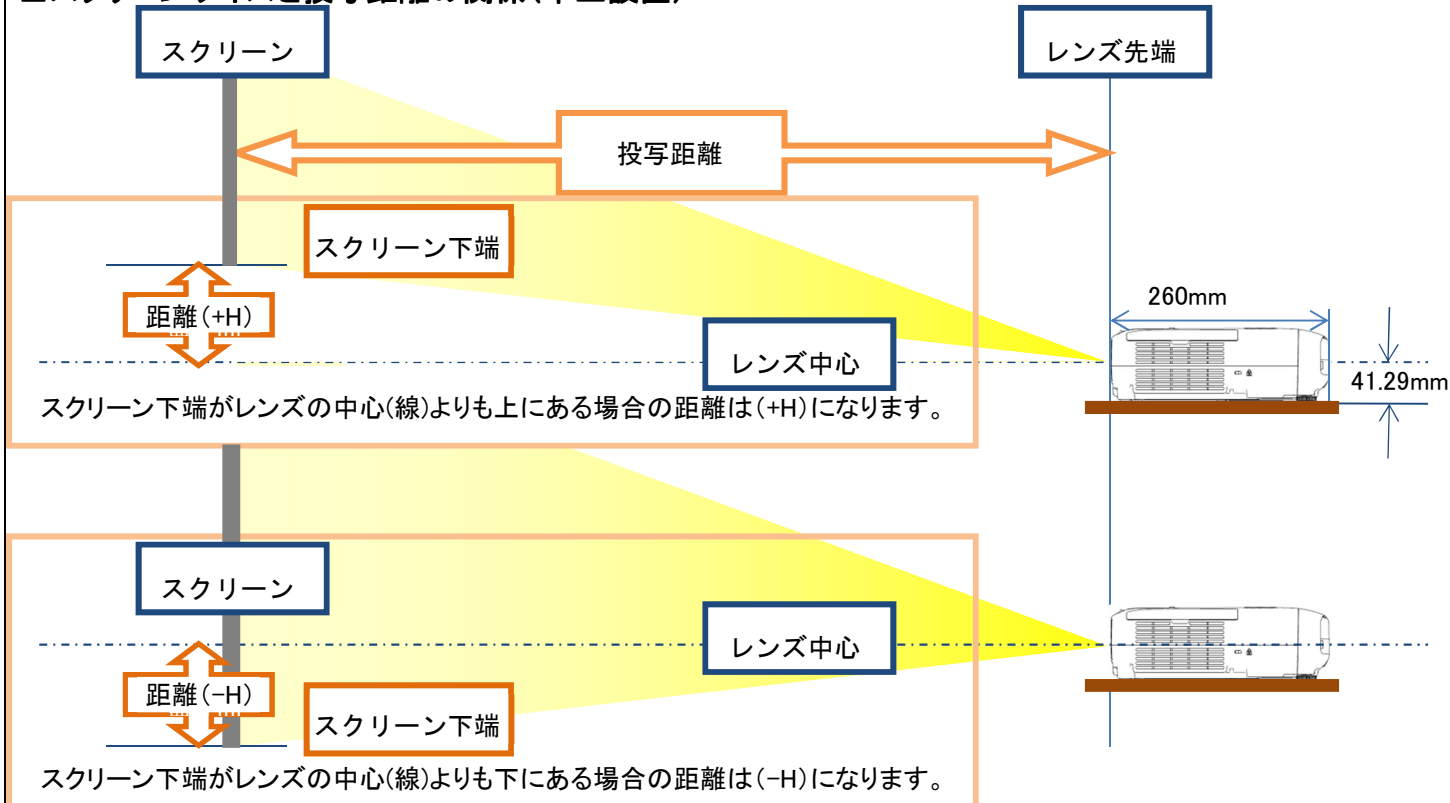 スクリーン
レンズ先端
投写距離
スクリーン下端
距離(+H)
260mm
レンズ中心
41.29mm
スクリーン下端がレンズの中心(線)よりも上にある場合の距離は(+H)になります。
スクリーン
レンズ中心
距離(-H)
スクリーン下端
スクリーン下端がレンズの中心(線)よりも下にある場合の距離は(-H)になります。